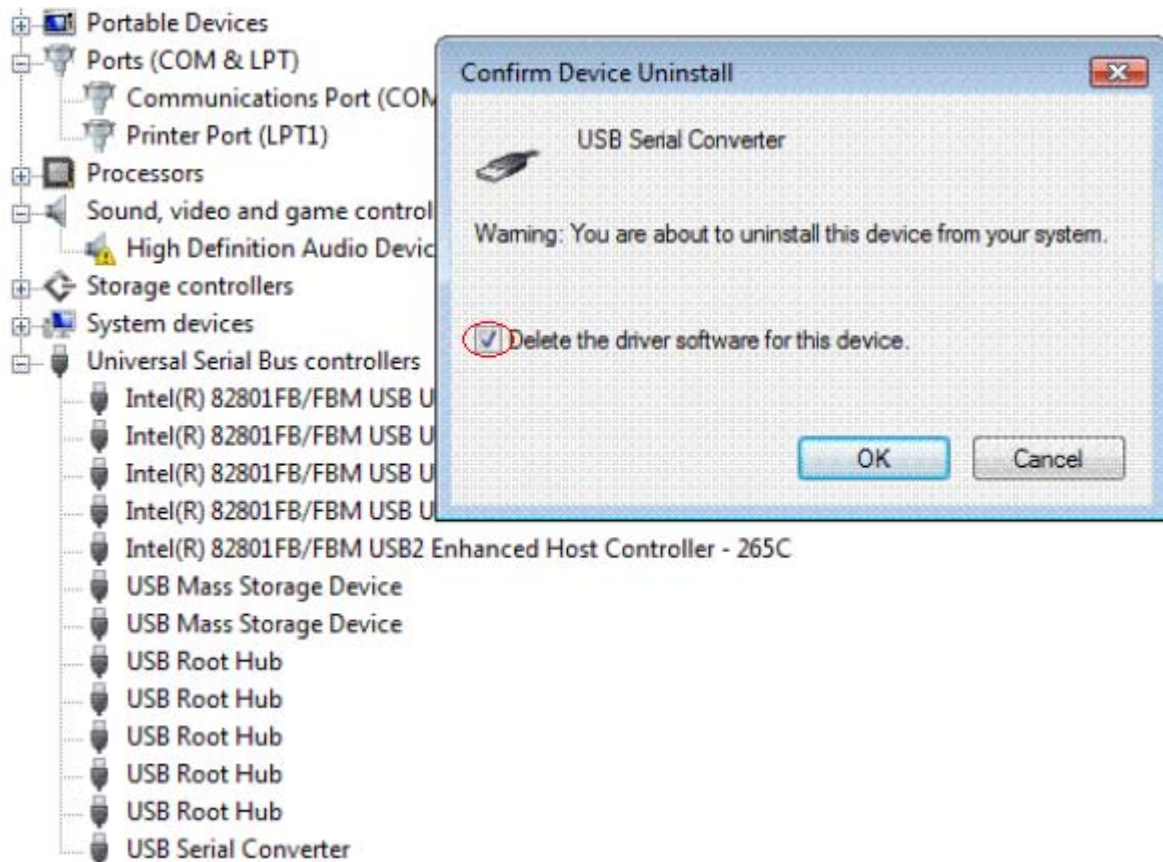 Portable Devices
Ports (COM & LPT)
Communications Port (COM
Printer Port (LPT1)
Processors
Sound, video and game control
High Definition Audio Devic
Storage controllers
System devices
Universal Serial Bus controllers
Intel(R) 82801FB/FBM USB U
Intel(R) 82801FB/FBM USB U
Intel(R) 82801FB/FBM USB U
Intel(R) 82801FB/FBM USB U
Intel(R) 82801FB/FBM USB2 Enhanced Host Controller - 265C
USB Mass Storage Device
USB Mass Storage Device
USB Root Hub
USB Root Hub
USB Root Hub
USB Root Hub
USB Root Hub
USB Serial Converter
Confirm Device Uninstall
USB Serial Converter
Warning: You are about to uninstall this device from your system.
Delete the driver software for this device.
OK
Cancel